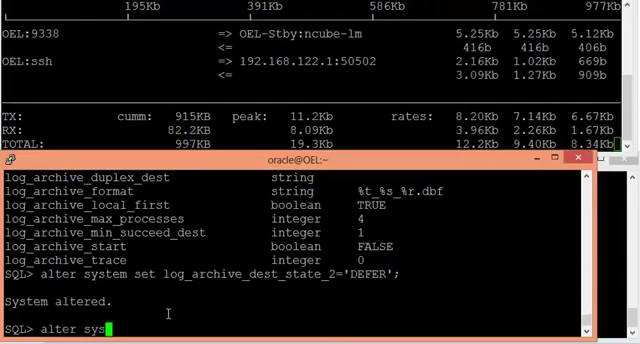 195Kb 391Kb 586Kb 781Kb 977Kb
OEL:9338 => OEL-Stby:ncube-lm 5.25Kb 5.25Kb 5.12Kb
<= 416b 416b 406b
OEL:ssh => 192.168.122.1:50502 2.16Kb 1.02Kb 669b
<= 3.09Kb 1.27Kb 909b
TX: cumm: 915KB peak: 11.2Kb rates: 8.20Kb 7.14Kb 6.67Kb
RX: 82.2KB 8.09Kb 3.96Kb 2.26Kb 1.67Kb
TOTAL: 997KB 19.3Kb 12.2Kb 9.40Kb 8.34Kb
oracle@OEL:~
log_archive_duplex_dest string
log_archive_format string %t_%s_%r.dbf
log_archive_local_first boolean TRUE
log_archive_max_processes integer 4
log_archive_min_succeed_dest integer 1
log_archive_start boolean FALSE
log_archive_trace integer 0
SQL> alter system set log_archive_dest_state_2='DEFER';
System altered.
SQL> alter sys